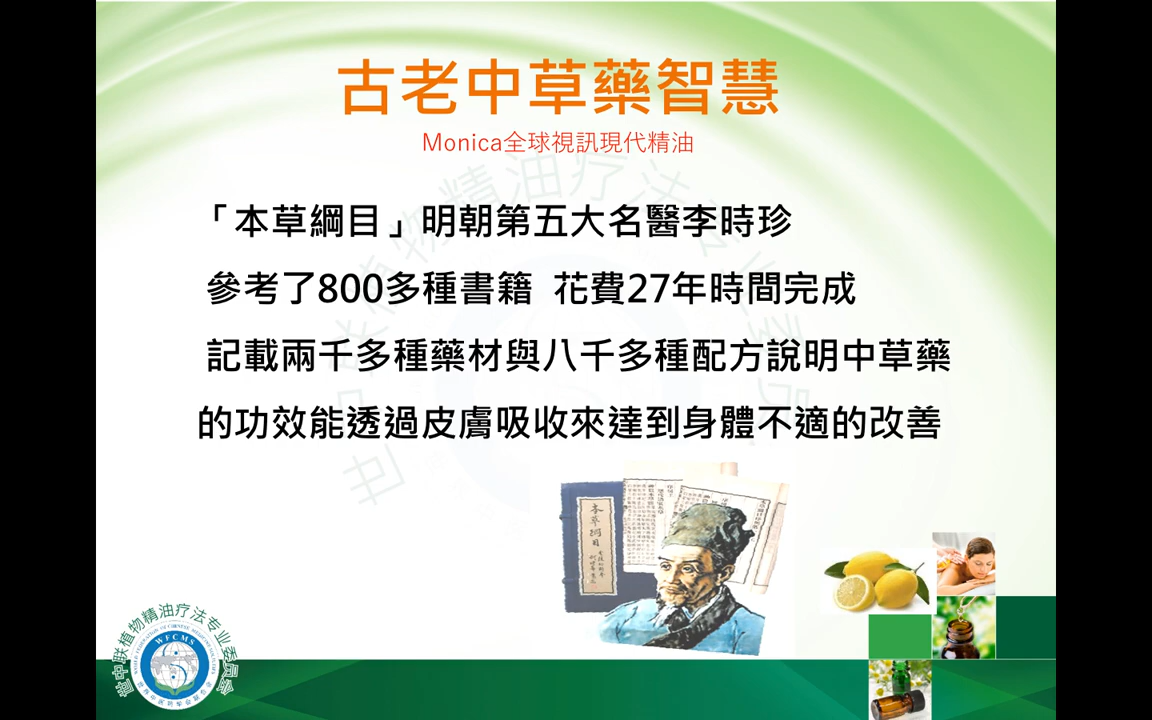 古老中草藥智慧
Monica全球視訊現代精油
「本草綱目」明朝第五大名醫李時珍
參考了800多種書籍 花費27年時間完成
記載兩千多種藥材與八千多種配方說明中草藥
的功效能透過皮膚吸收來達到身體不適的改善
本草綱目
世中联植物精油疗法专业委员会
WFCMS